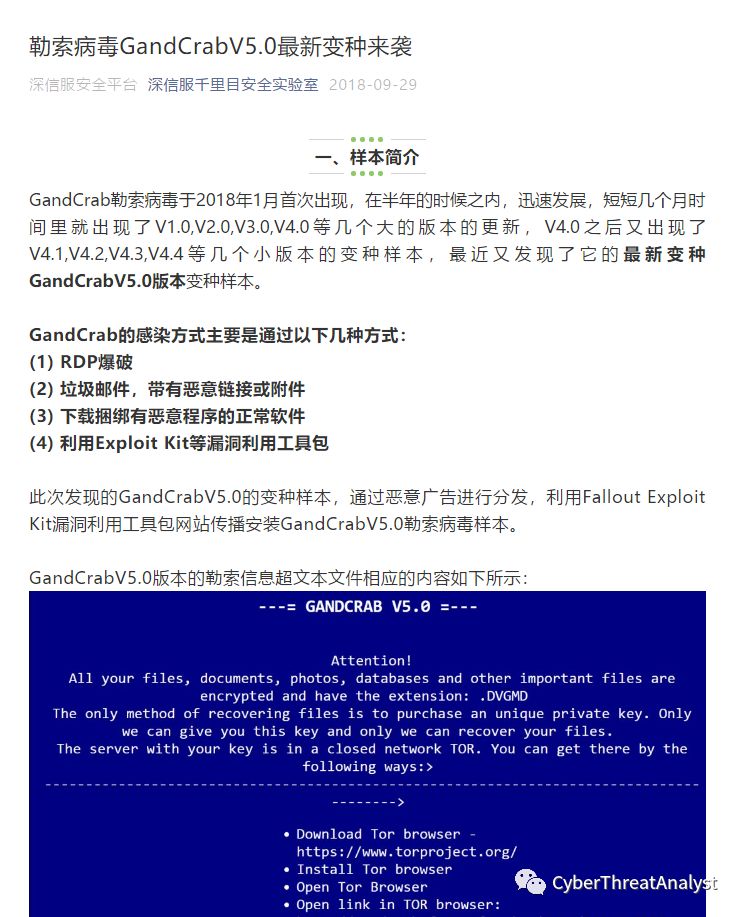 勒索病毒GandCrabV5.0最新变种来袭
深信服安全平台 深信服千里目安全实验室 2018-09-29
一、样本简介
GandCrab勒索病毒于2018年1月首次出现，在半年的时候之内，迅速发展，短短几个月时
间里就出现了V1.0,V2.0,V3.0,V4.0等几个大的版本的更新，V4.0之后又出现了
V4.1,V4.2,V4.3,V4.4等几个小版本的变种样本，最近又发现了它的最新变种
GandCrabV5.0版本变种样本。
GandCrab的感染方式主要是通过以下几种方式：
(1) RDP爆破
(2) 垃圾邮件，带有恶意链接或附件
(3) 下载捆绑有恶意程序的正常软件
(4) 利用Exploit Kit等漏洞利用工具包
此次发现的GandCrabV5.0的变种样本，通过恶意广告进行分发，利用Fallout Exploit
Kit漏洞利用工具包网站传播安装GandCrabV5.0勒索病毒样本。
GandCrabV5.0版本的勒索信息超文本文件相应的内容如下所示：
---= GANDCRAB V5.0 =---
Attention!
All your files, documents, photos, databases and other important files are
encrypted and have the extension: .DVGMD
The only method of recovering files is to purchase an unique private key. Only
we can give you this key and only we can recover your files.
The server with your key is in a closed network TOR. You can get there by the
following ways:>
----------------------------------------------------------------------------------
-------->
• Download Tor browser -
https://www.torproject.org/
• Install Tor browser
• Open Tor Browser
• Open link in TOR browser:
CyberThreatAnalyst